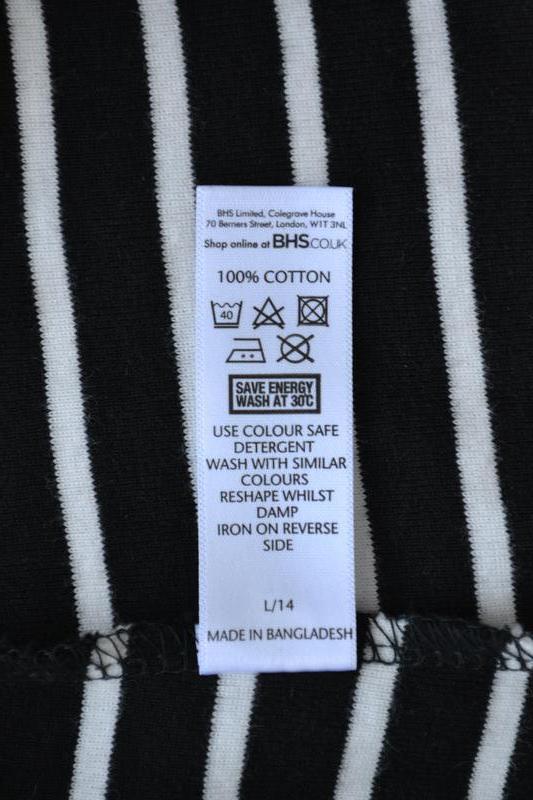 BHS Limited, Colegrave House
70 Berners Street, London, W1T 3NL
Shop online at BHS.CO.UK
100% COTTON
40
SAVE ENERGY
WASH AT 30°C
USE COLOUR SAFE
DETERGENT
WASH WITH SIMILAR
COLOURS
RESHAPE WHILST
DAMP
IRON ON REVERSE
SIDE
L/14
MADE IN BANGLADESH